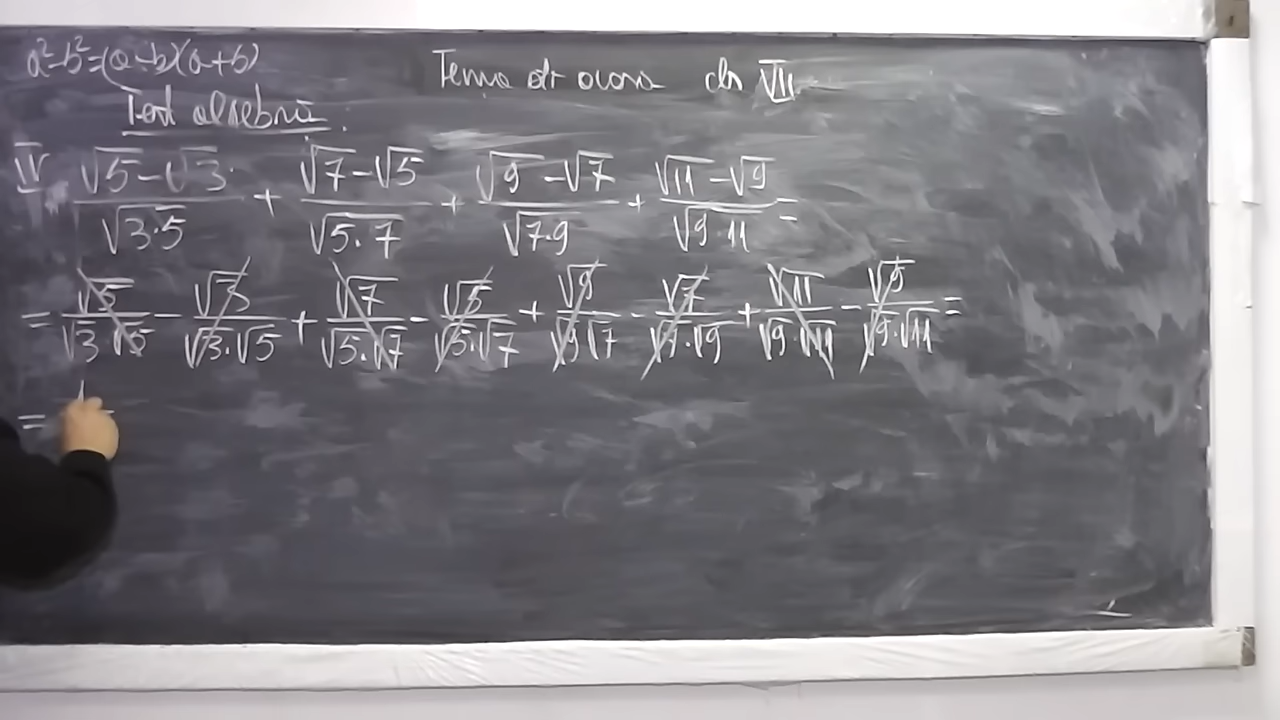 a²-b²=(a-b)(a+b)
Tema de acasa cls VII
Test algebră
IV (√5-√3)/√(3·5) + (√7-√5)/√(5·7) + (√9-√7)/√(7·9) + (√11-√9)/√(9·11) =
= √5/(√3·√5) - √3/(√3·√5) + √7/(√5·√7) - √5/(√5·√7) + √9/(√9√7) - √7/(√7·√9) + √11/(√9·√11) - √9/(√9·√11) =
=